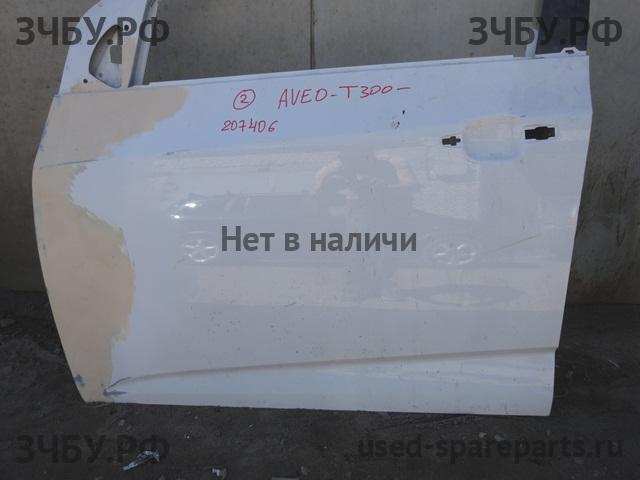 ЗЧБУ.РФ ЗЧБУ.РФ
② AVEO-T300-
207406
Нет в наличи
ЗЧБУ.РФ used-spareparts.ru